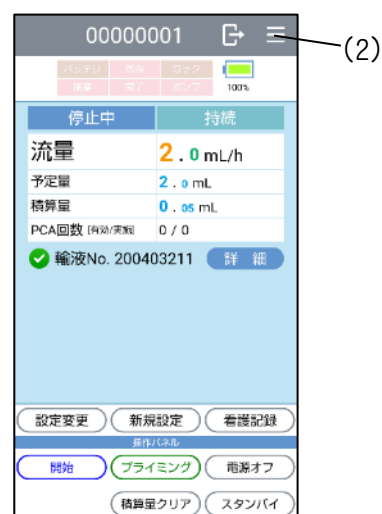 00000001
(2)
バッテリ 気泡 ロック
閉塞 完了 ポンプ
100%
停止中 持続
流量 2.0 mL/h
予定量 2.0 mL
積算量 0.05 mL
PCA回数 [有効/実施] 0 / 0
輸液No. 200403211 詳細
設定変更 新規設定 看護記録
操作パネル
開始 プライミング 電源オフ
積算量クリア スタンバイ